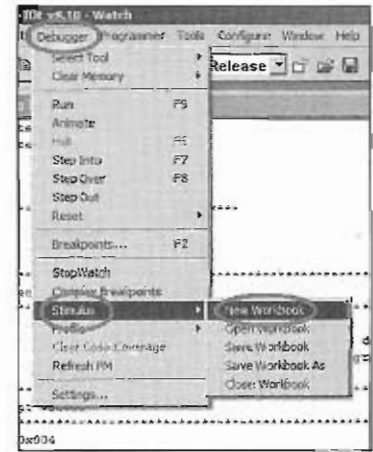 IDE v8.10 - Watch
Debugger Programmer Tools Configure Window Help
Select Tool
Clear Memory
Release
Run F9
Animate
Halt F5
Step Into F7
Step Over F8
Step Out
Reset
Breakpoints... F2
StopWatch
Complex Breakpoints
Stimulus
Profile
Clear Code Coverage
Refresh PM
Settings...
New Workbook
Open Workbook
Save Workbook
Save Workbook As
Close Workbook
0x904